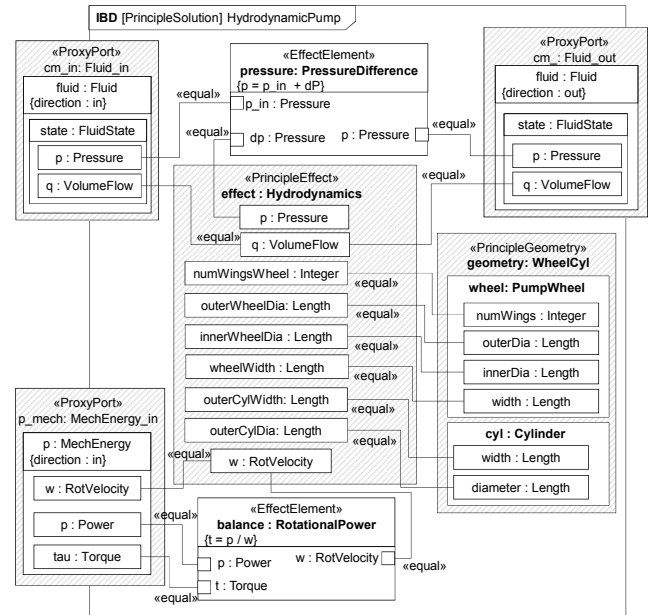 IBD [PrincipleSolution] HydrodynamicPump
«ProxyPort»
cm_in: Fluid_in
fluid : Fluid
{direction : in}
state : FluidState
p : Pressure
q : VolumeFlow
«equal»
«equal»
«EffectElement»
pressure: PressureDifference
{p = p_in + dP}
p_in : Pressure
dp : Pressure
p : Pressure
«equal»
«ProxyPort»
cm_: Fluid_out
fluid : Fluid
{direction : out}
state : FluidState
p : Pressure
q : VolumeFlow
«equal»
«PrincipleEffect»
effect : Hydrodynamics
p : Pressure
«equal»
q : VolumeFlow
numWingsWheel : Integer
«equal»
outerWheelDia: Length
«equal»
innerWheelDia : Length
«equal»
wheelWidth : Length
«equal»
outerCylWidth: Length
«equal»
outerCylDia: Length
«equal»
w : RotVelocity
«PrincipleGeometry»
geometry: WheelCyl
wheel: PumpWheel
numWings : Integer
outerDia : Length
innerDia : Length
width : Length
cyl : Cylinder
width : Length
diameter : Length
«ProxyPort»
p_mech: MechEnergy_in
p : MechEnergy
{direction : in}
w : RotVelocity
p : Power
tau : Torque
«equal»
«equal»
«equal»
«EffectElement»
balance : RotationalPower
{t = p / w}
p : Power
w : RotVelocity
t : Torque
«equal»